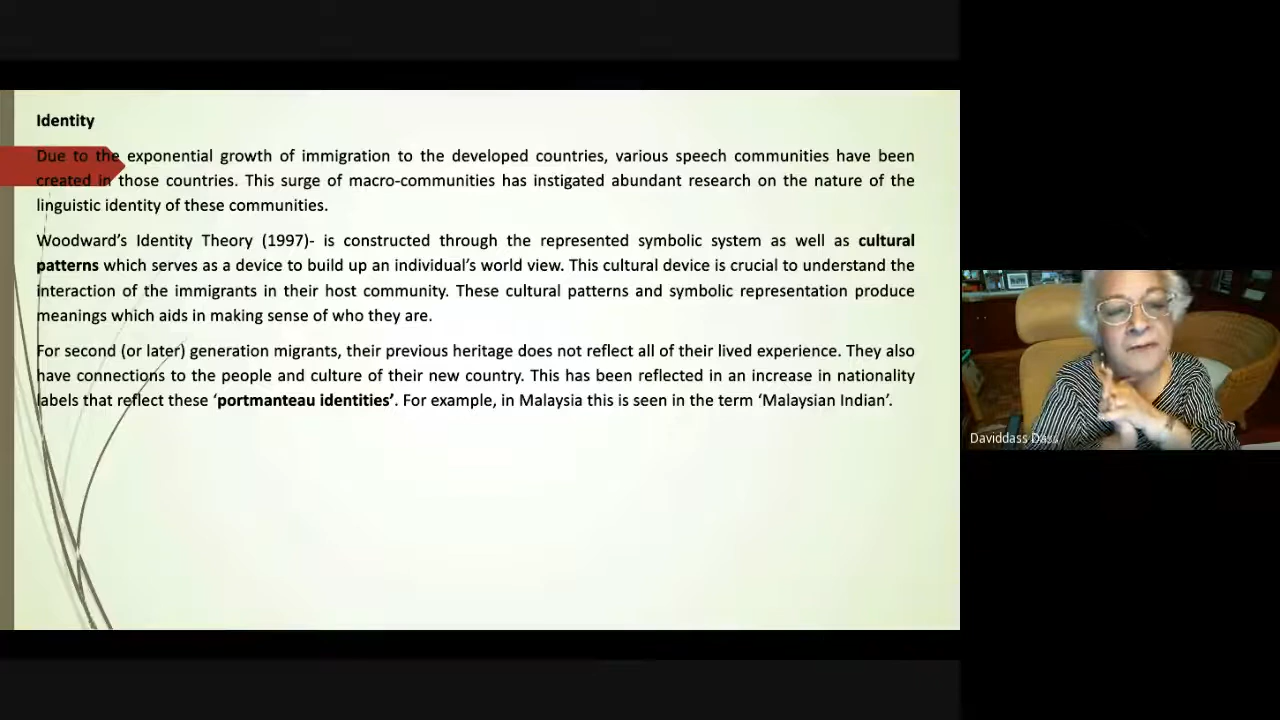 Identity
Due to the exponential growth of immigration to the developed countries, various speech communities have been
created in those countries. This surge of macro-communities has instigated abundant research on the nature of the
linguistic identity of these communities.
Woodward’s Identity Theory (1997)- is constructed through the represented symbolic system as well as cultural
patterns which serves as a device to build up an individual’s world view. This cultural device is crucial to understand the
interaction of the immigrants in their host community. These cultural patterns and symbolic representation produce
meanings which aids in making sense of who they are.
For second (or later) generation migrants, their previous heritage does not reflect all of their lived experience. They also
have connections to the people and culture of their new country. This has been reflected in an increase in nationality
labels that reflect these ‘portmanteau identities’. For example, in Malaysia this is seen in the term ‘Malaysian Indian’.
Daviddass Dass